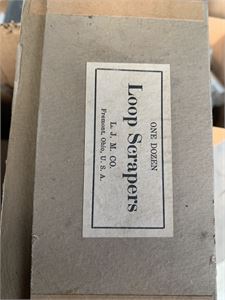 ONE DOZEN
Loop Scrapers
L. J. M. CO.
Fremont, Ohio, U. S. A.